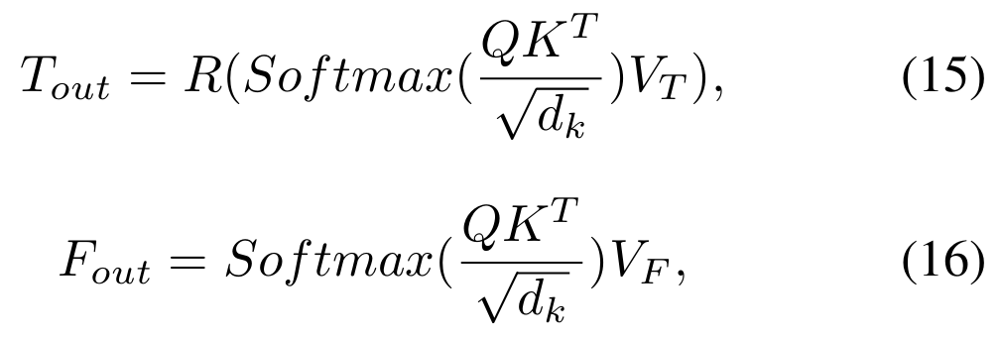 $T_{out} = R(Softmax(\frac{QK^T}{\sqrt{d_k}})V_T),$ (15)
$F_{out} = Softmax(\frac{QK^T}{\sqrt{d_k}})V_F,$ (16)